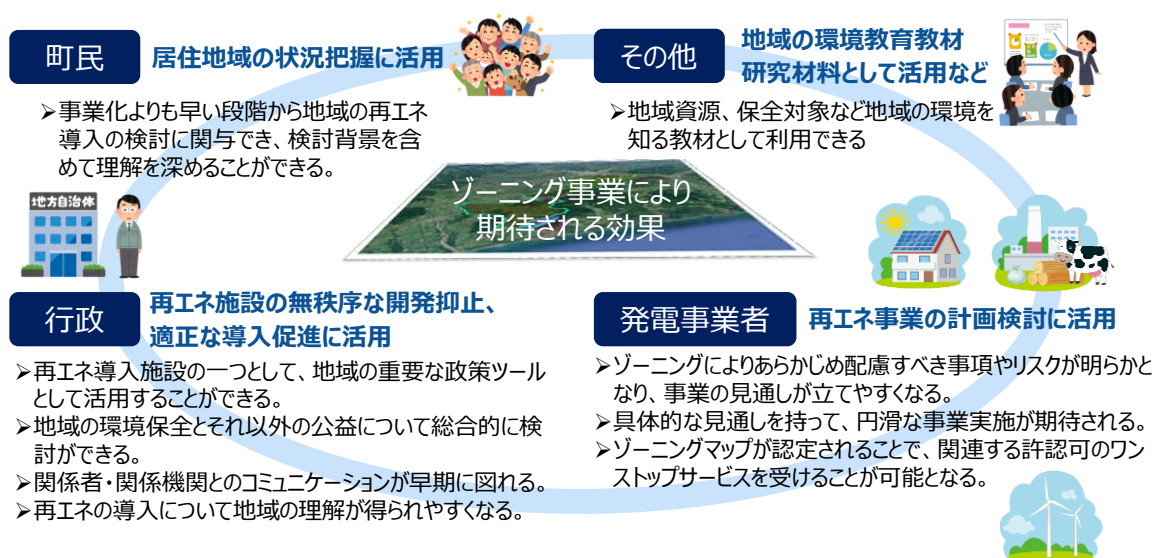 町民
居住地域の状況把握に活用
➢事業化よりも早い段階から地域の再エネ
導入の検討に関与でき、検討背景を含
めて理解を深めることができる。
その他
地域の環境教育教材
研究材料として活用など
➢地域資源、保全対象など地域の環境を
知る教材として利用できる
ゾーニング事業により
期待される効果
地方自治体
行政
再エネ施設の無秩序な開発抑止、
適正な導入促進に活用
➢再エネ導入施設の一つとして、地域の重要な政策ツール
として活用することができる。
➢地域の環境保全とそれ以外の公益について総合的に検
討ができる。
➢関係者・関係機関とのコミュニケーションが早期に図れる。
➢再エネの導入について地域の理解が得られやすくなる。
発電事業者
再エネ事業の計画検討に活用
➢ゾーニングによりあらかじめ配慮すべき事項やリスクが明らかと
なり、事業の見通しが立てやすくなる。
➢具体的な見通しを持って、円滑な事業実施が期待される。
➢ゾーニングマップが認定されることで、関連する許認可のワン
ストップサービスを受けることが可能となる。